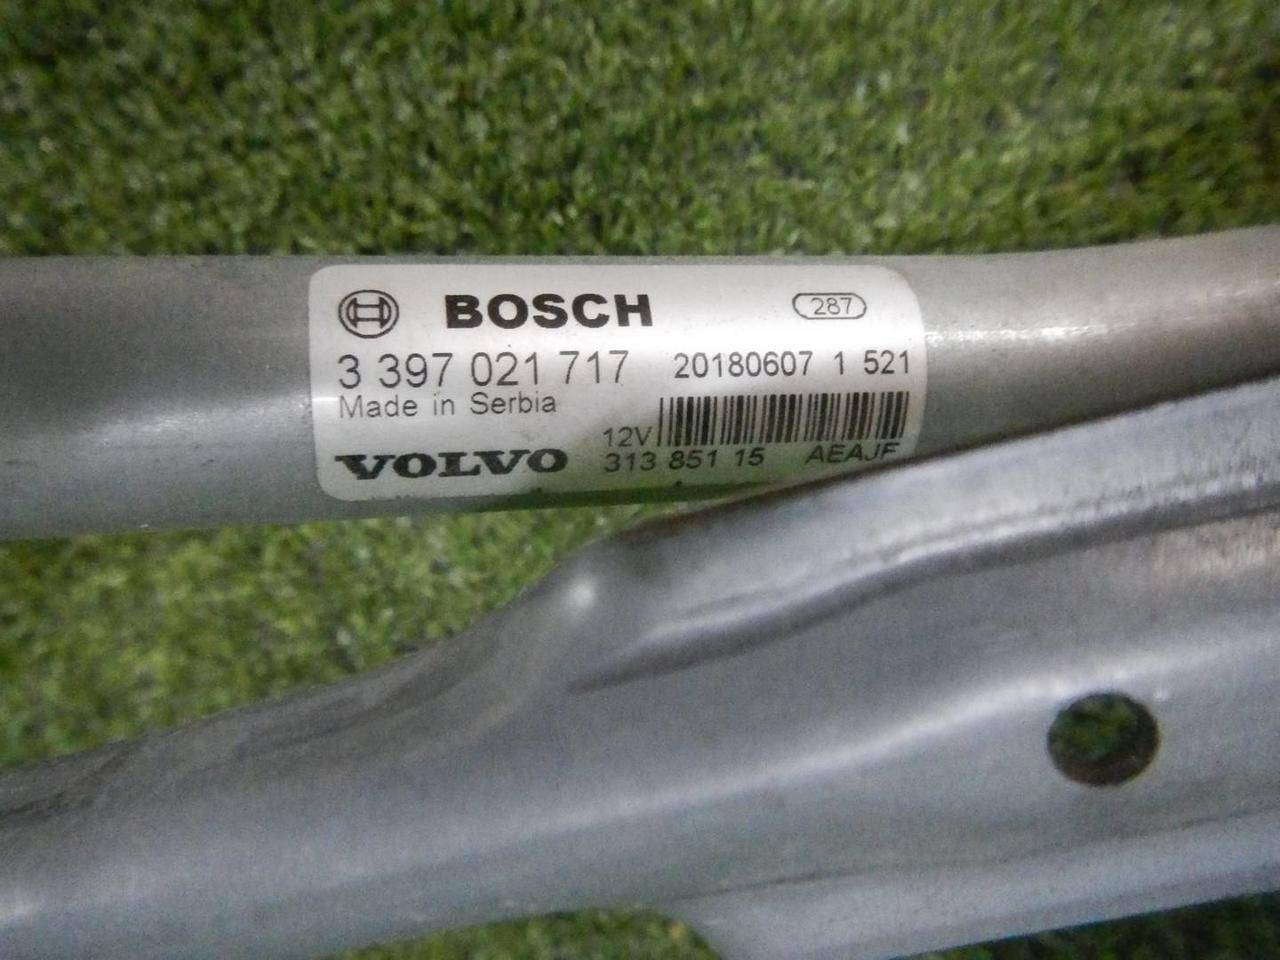 BOSCH 287
3 397 021 717 20180607 1 521
Made in Serbia
12V
VOLVO 313 851 15 AEAJF